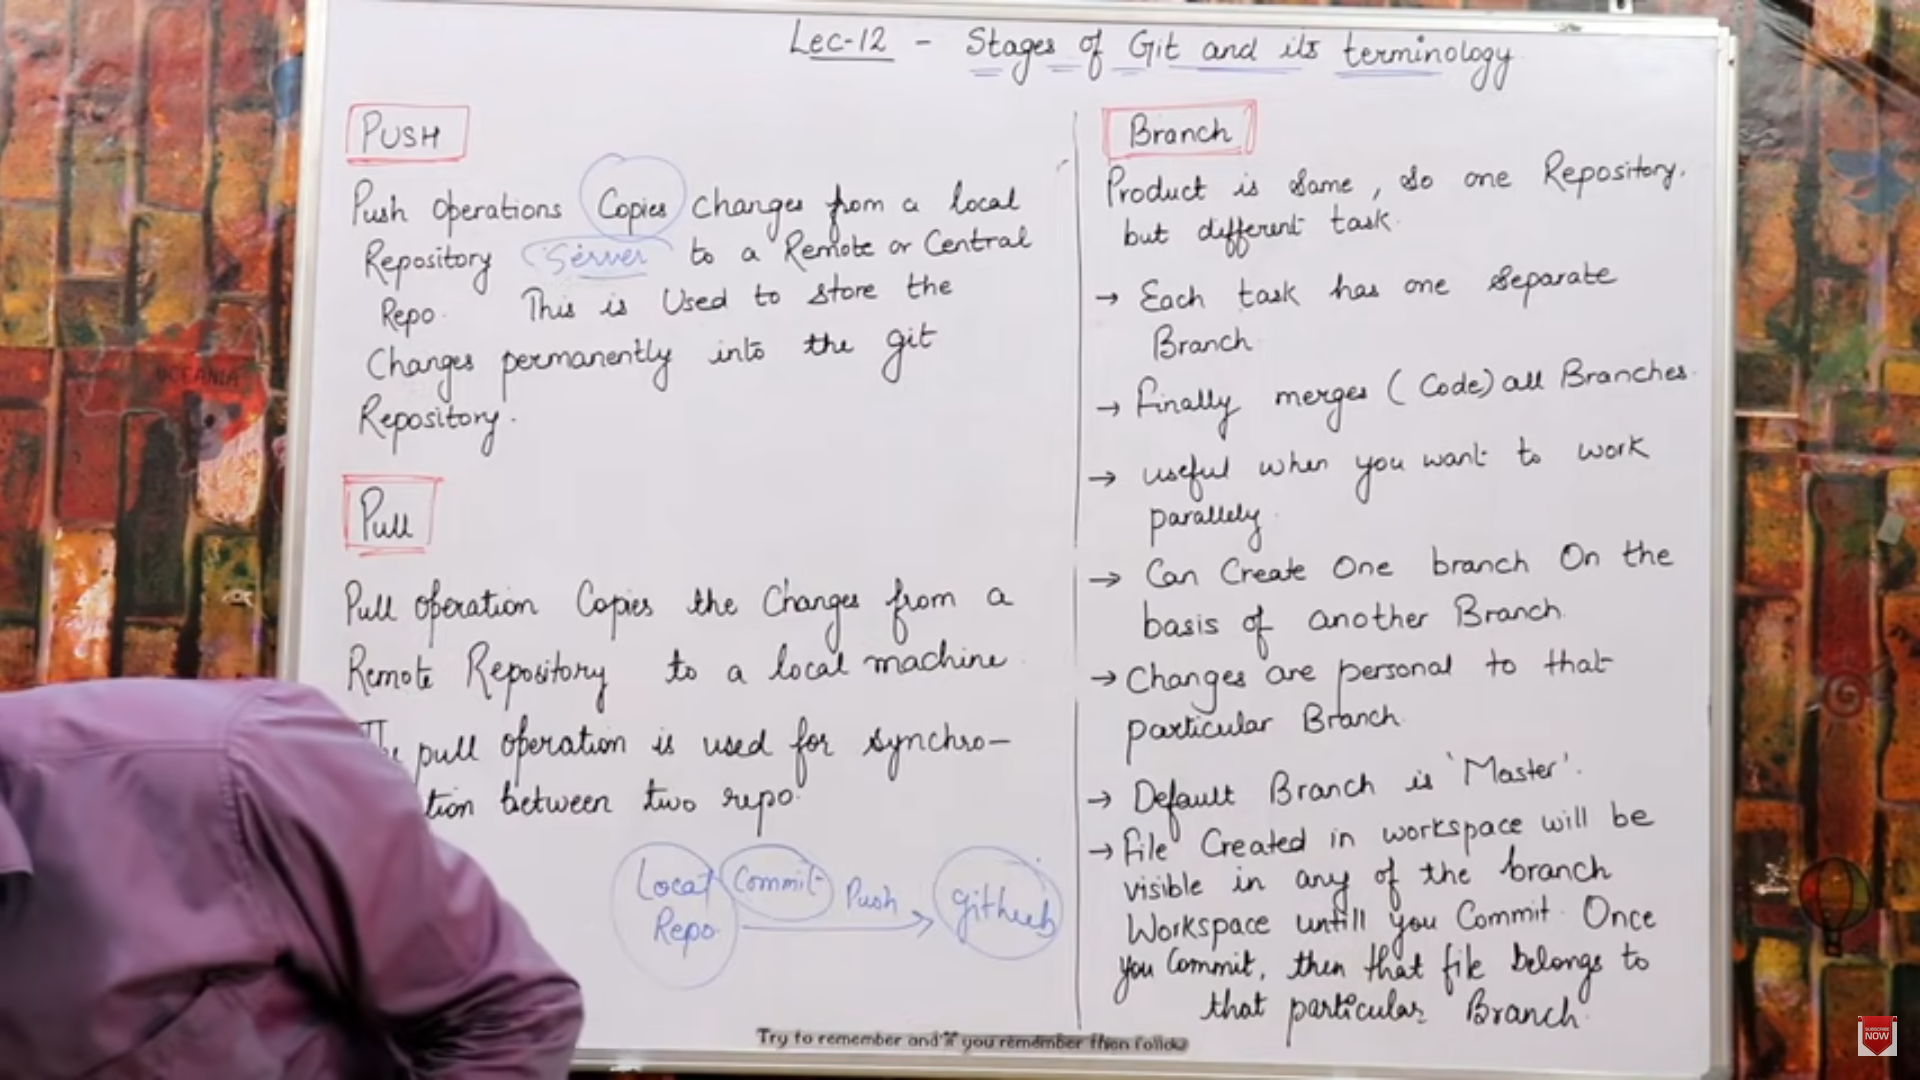 Lec-12 - Stages of Git and its terminology
PUSH
Push operations Copies changes from a local
Repository Server to a Remote or Central
Repo. This is Used to store the
Changes permanently into the git
Repository.
Pull
Pull operation Copies the Changes from a
Remote Repository to a local machine
The pull operation is used for synchro-
tion between two repo.
Local Commit Push github
Repo.
Branch
Product is same, so one Repository.
but different task.
→ Each task has one separate
Branch
→ finally merges (Code) all Branches.
→ useful when you want to work
parallely.
→ Can Create One branch On the
basis of another Branch.
→ Changes are personal to that
particular Branch.
→ Default Branch is 'Master'.
→ File Created in workspace will be
visible in any of the branch
Workspace untill you Commit. Once
you Commit, then that file belongs to
that particular Branch.
Try to remember and if you remember then follow
SUBSCRIBE
NOW
OCEANIA